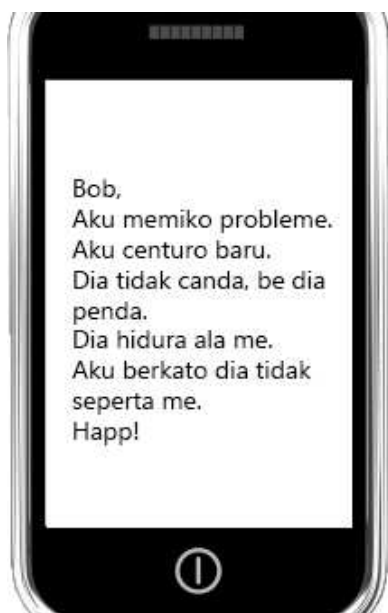 Bob,
Aku memiko probleme.
Aku centuro baru.
Dia tidak canda, be dia
penda.
Dia hidura ala me.
Aku berkato dia tidak
seperta me.
Happ!